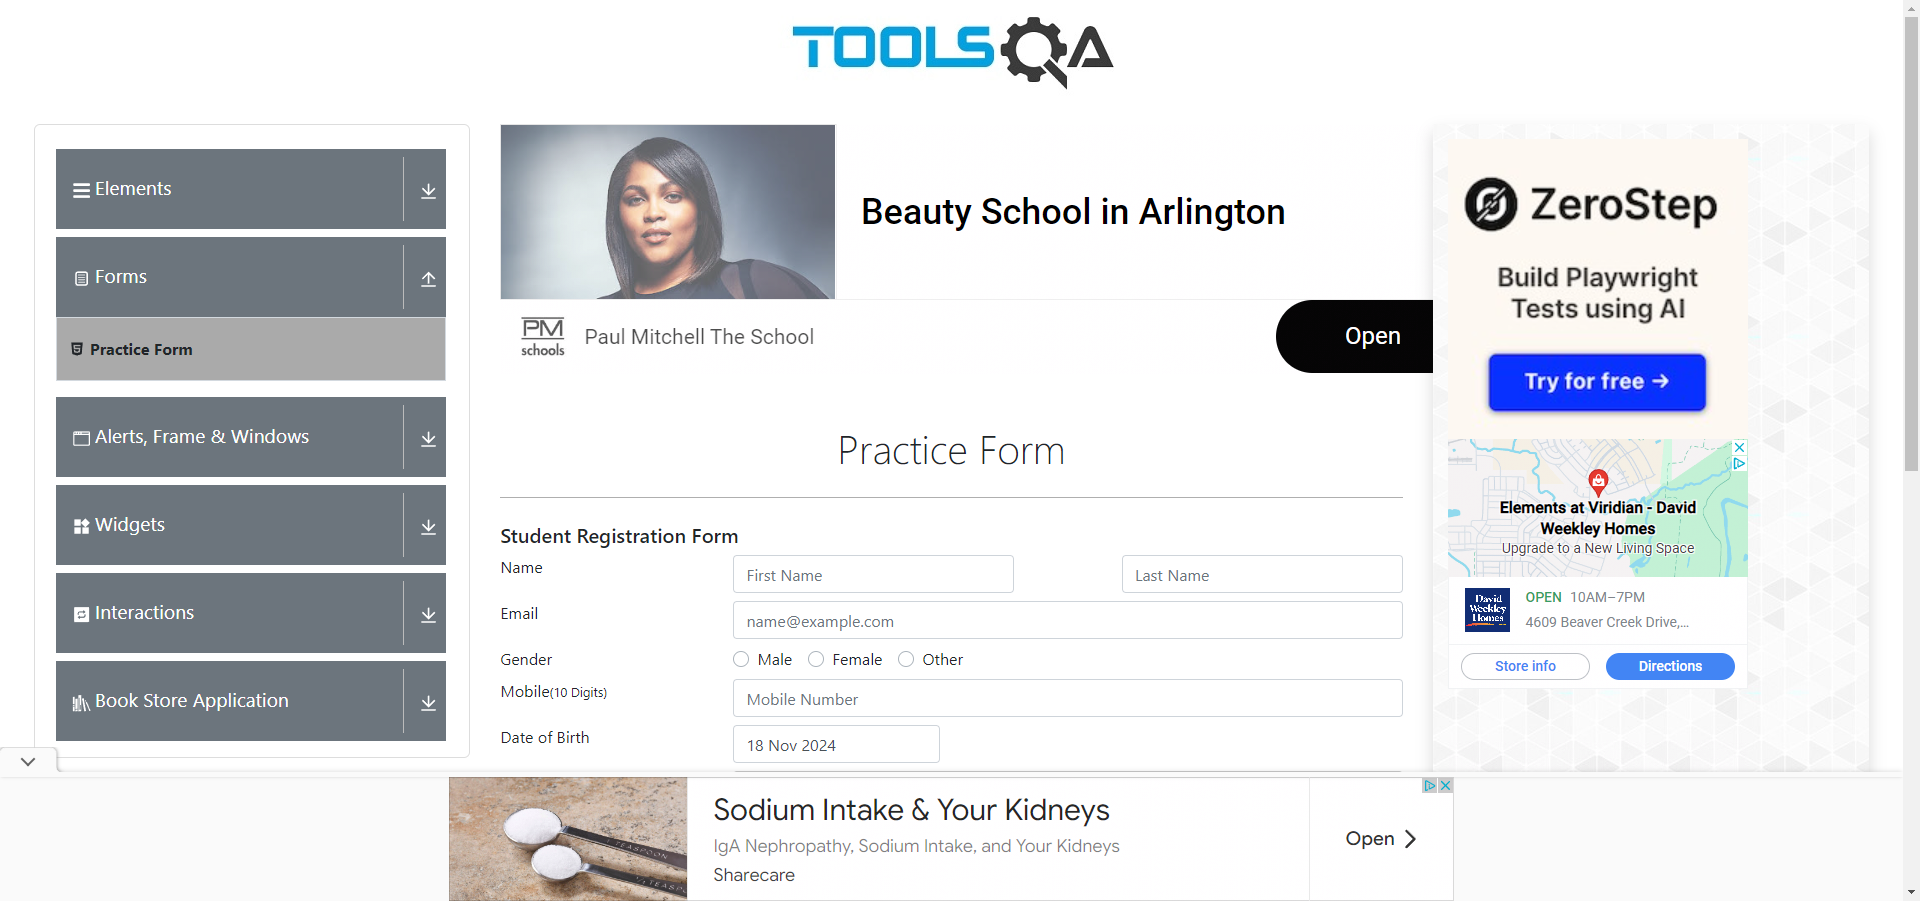 TOOLSQA
Elements
Forms
Practice Form
Alerts, Frame & Windows
Widgets
Interactions
Book Store Application
Beauty School in Arlington
PM
schools
Paul Mitchell The School
Open
Practice Form
Student Registration Form
Name
First Name
Last Name
Email
name@example.com
Gender
Male
Female
Other
Mobile(10 Digits)
Mobile Number
Date of Birth
18 Nov 2024
ZeroStep
Build Playwright
Tests using AI
Try for free →
Elements at Viridian - David
Weekley Homes
Upgrade to a New Living Space
David
Weekley
Homes
OPEN 10AM–7PM
4609 Beaver Creek Drive,...
Store info
Directions
1 TEASPOON
Sodium Intake & Your Kidneys
IgA Nephropathy, Sodium Intake, and Your Kidneys
Sharecare
Open